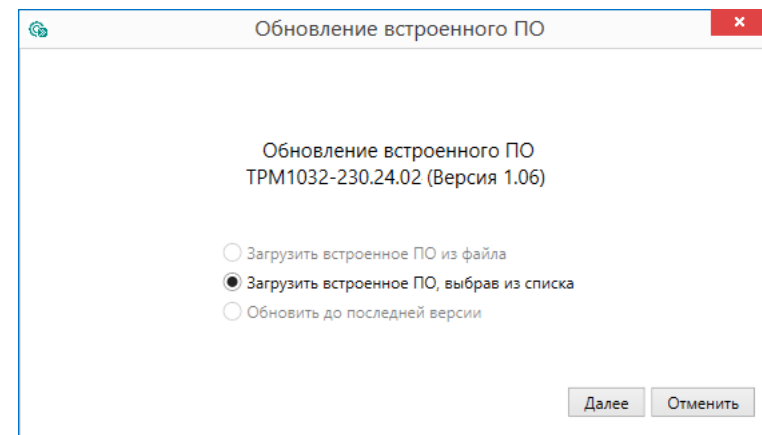 Обновление встроенного ПО
Обновление встроенного ПО
ТРМ1032-230.24.02 (Версия 1.06)
Загрузить встроенное ПО из файла
Загрузить встроенное ПО, выбрав из списка
Обновить до последней версии
Далее Отменить